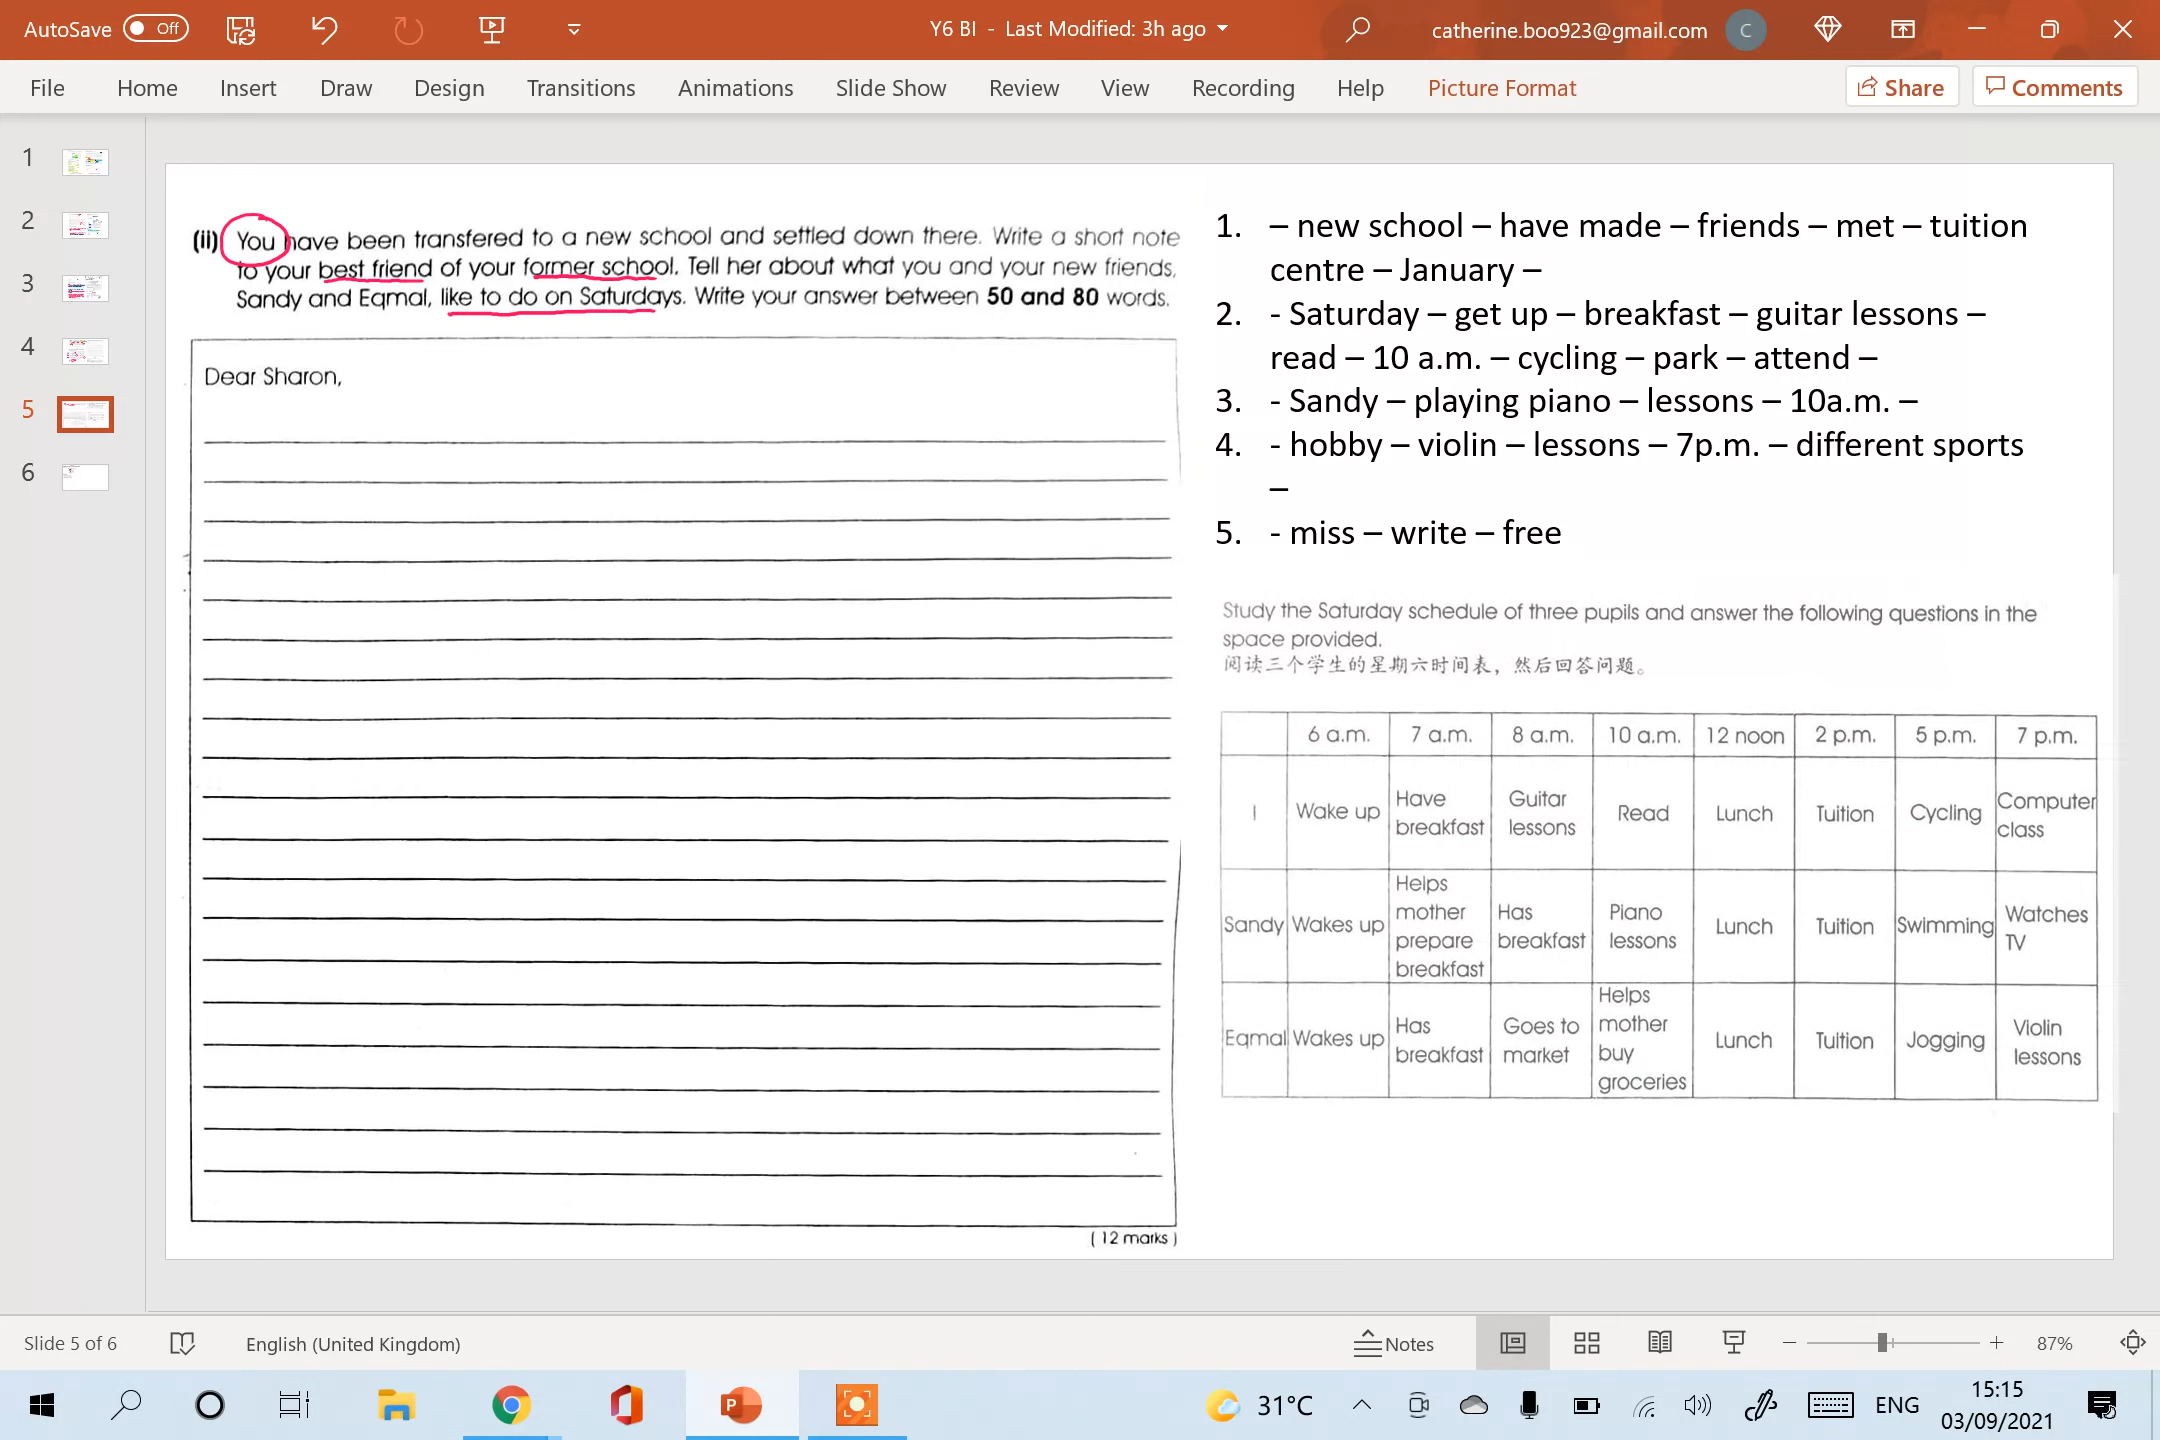 AutoSave Off Y6 BI - Last Modified: 3h ago catherine.boo923@gmail.com C
File Home Insert Draw Design Transitions Animations Slide Show Review View Recording Help Picture Format Share Comments
1
2
3
4
5
6
(ii) You have been transfered to a new school and settled down there. Write a short note
to your best friend of your former school. Tell her about what you and your new friends,
Sandy and Eqmal, like to do on Saturdays. Write your answer between 50 and 80 words.
Dear Sharon,
( 12 marks )
1. – new school – have made – friends – met – tuition
centre – January –
2. - Saturday – get up – breakfast – guitar lessons –
read – 10 a.m. – cycling – park – attend –
3. - Sandy – playing piano – lessons – 10a.m. –
4. - hobby – violin – lessons – 7p.m. – different sports
–
5. - miss – write – free
Study the Saturday schedule of three pupils and answer the following questions in the
space provided.
阅读三个学生的星期六时间表，然后回答问题。
6 a.m. 7 a.m. 8 a.m. 10 a.m. 12 noon 2 p.m. 5 p.m. 7 p.m.
I Wake up Have breakfast Guitar lessons Read Lunch Tuition Cycling Computer class
Sandy Wakes up Helps mother prepare breakfast Has breakfast Piano lessons Lunch Tuition Swimming Watches TV
Eqmal Wakes up Has breakfast Goes to market Helps mother buy groceries Lunch Tuition Jogging Violin lessons
Slide 5 of 6 English (United Kingdom) Notes 87%
31°C ENG 15:15
03/09/2021